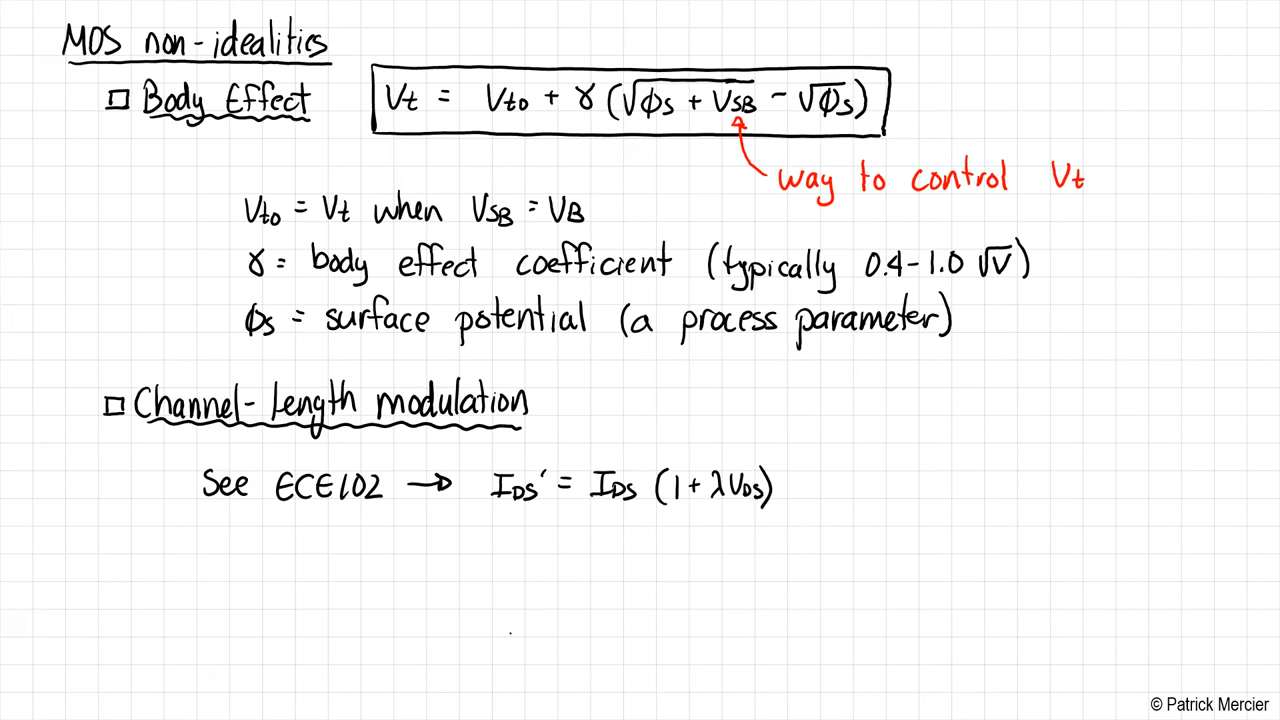 MOS non-idealities
□ Body Effect Vt = Vto + γ (√ϕs + VSB - √ϕs)
way to control Vt
Vto = Vt when VSB = VB
γ = body effect coefficient (typically 0.4-1.0 √V)
ϕs = surface potential (a process parameter)
□ Channel-Length modulation
See ECE102 → IDS' = IDS (1 + λVDS)
© Patrick Mercier